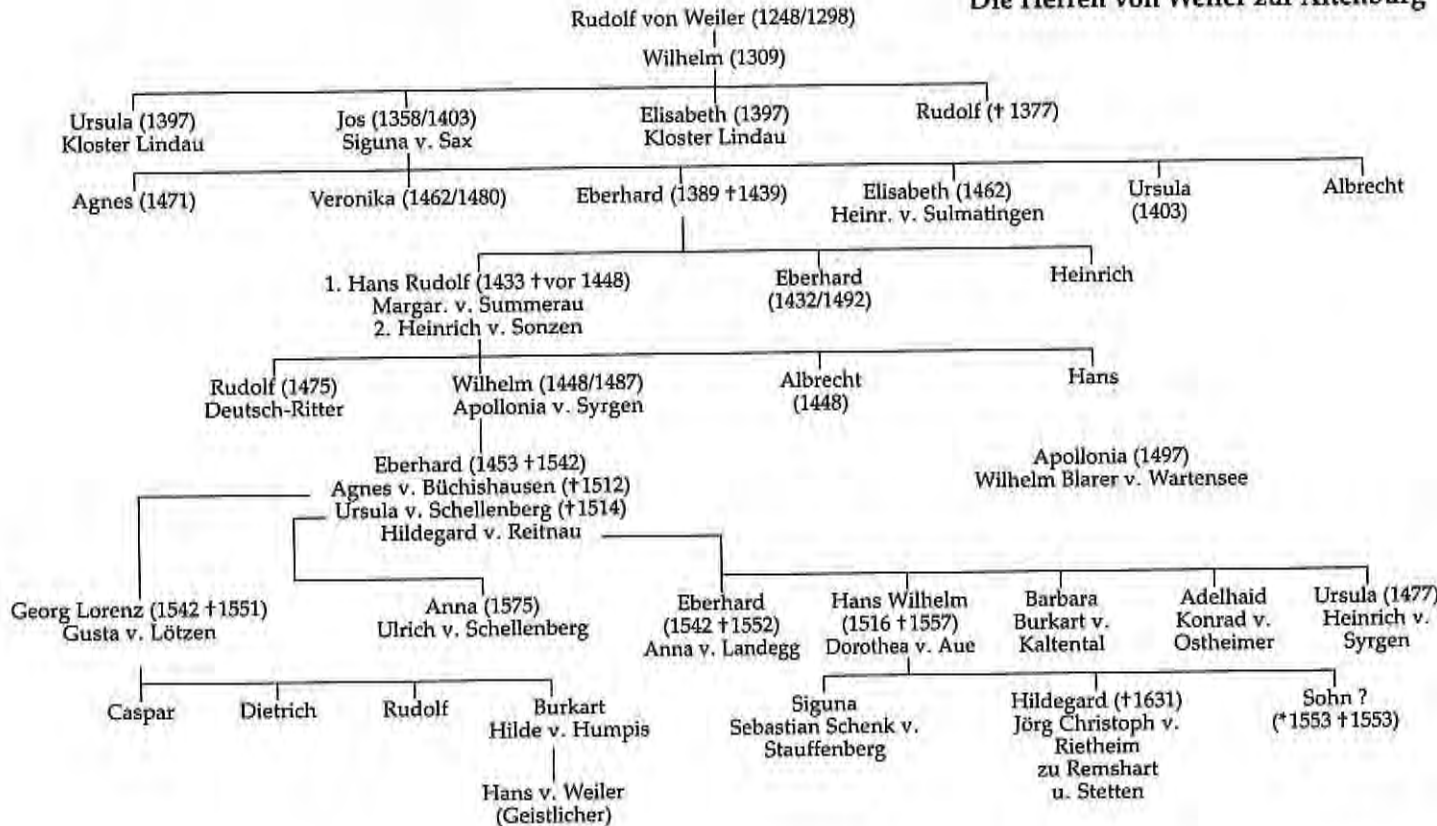 Die Herren von Weiler zur Altenburg
Rudolf von Weiler (1248/1298)
Wilhelm (1309)
Ursula (1397)
Kloster Lindau
Jos (1358/1403)
Siguna v. Sax
Elisabeth (1397)
Kloster Lindau
Rudolf († 1377)
Agnes (1471)
Veronika (1462/1480)
Eberhard (1389 †1439)
Elisabeth (1462)
Heinr. v. Sulmatingen
Ursula
(1403)
Albrecht
1. Hans Rudolf (1433 †vor 1448)
Margar. v. Summerau
2. Heinrich v. Sonzen
Eberhard
(1432/1492)
Heinrich
Rudolf (1475)
Deutsch-Ritter
Wilhelm (1448/1487)
Apollonia v. Syrgen
Albrecht
(1448)
Hans
Eberhard (1453 †1542)
Agnes v. Büchishausen (†1512)
Ursula v. Schellenberg (†1514)
Hildegard v. Reitnau
Apollonia (1497)
Wilhelm Blarer v. Wartensee
Georg Lorenz (1542 †1551)
Gusta v. Lötzen
Anna (1575)
Ulrich v. Schellenberg
Eberhard
(1542 †1552)
Anna v. Landegg
Hans Wilhelm
(1516 †1557)
Dorothea v. Aue
Barbara
Burkart v.
Kaltental
Adelhaid
Konrad v.
Ostheimer
Ursula (1477)
Heinrich v.
Syrgen
Caspar
Dietrich
Rudolf
Burkart
Hilde v. Humpis
Siguna
Sebastian Schenk v.
Stauffenberg
Hildegard (†1631)
Jörg Christoph v.
Rietheim
zu Remshart
u. Stetten
Sohn ?
(*1553 †1553)
Hans v. Weiler
(Geistlicher)